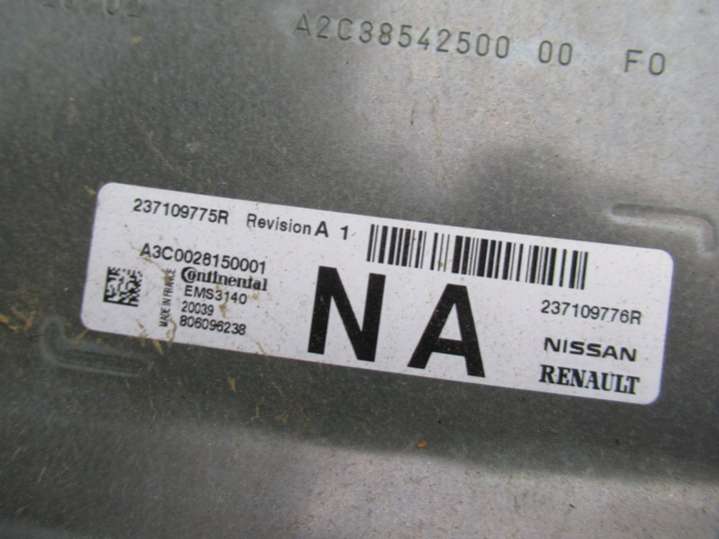 A2C38542500 00 F0
237109775R Revision A 1
A3C0028150001
Continental
EMS3140
20039
806096238
MADE IN FRANCE
NA
237109776R
NISSAN
RENAULT